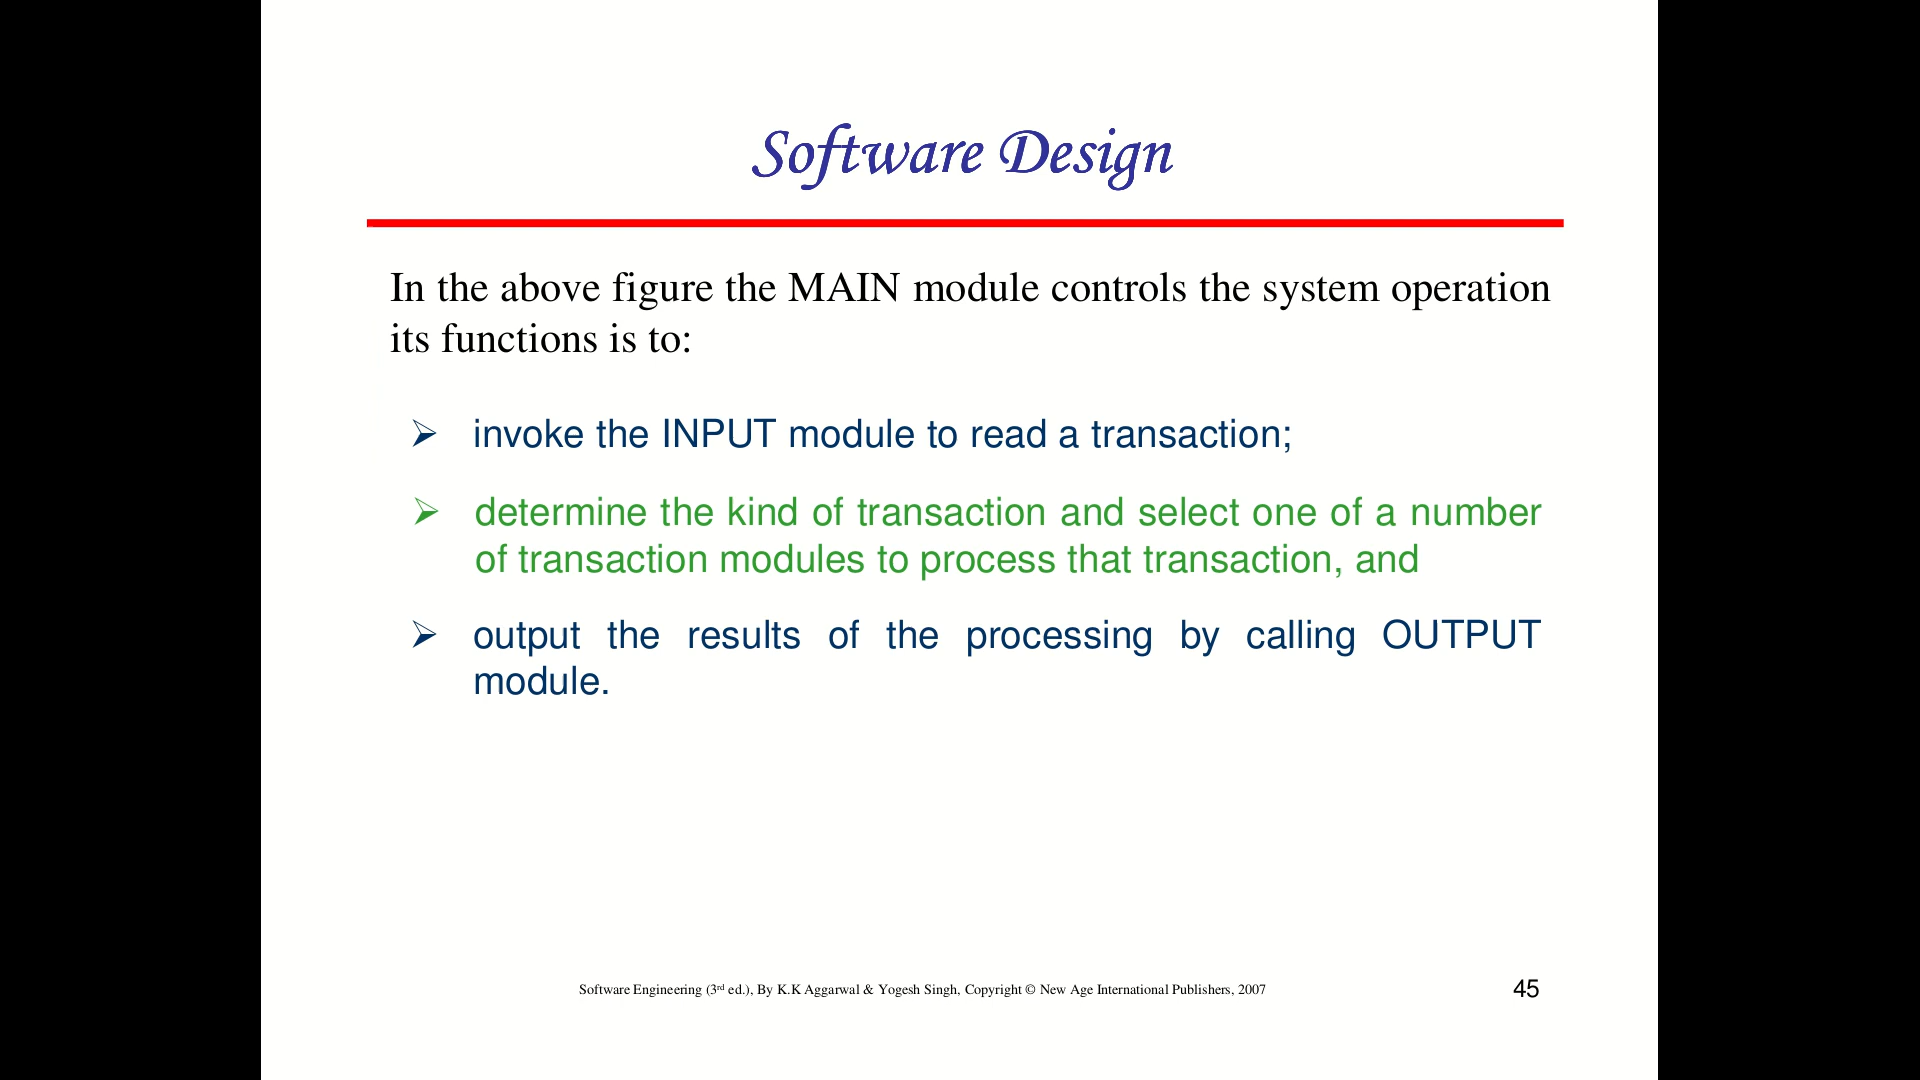 Software Design
In the above figure the MAIN module controls the system operation
its functions is to:
➢ invoke the INPUT module to read a transaction;
➢ determine the kind of transaction and select one of a number
of transaction modules to process that transaction, and
➢ output the results of the processing by calling OUTPUT
module.
Software Engineering (3rd ed.), By K.K Aggarwal & Yogesh Singh, Copyright © New Age International Publishers, 2007
45